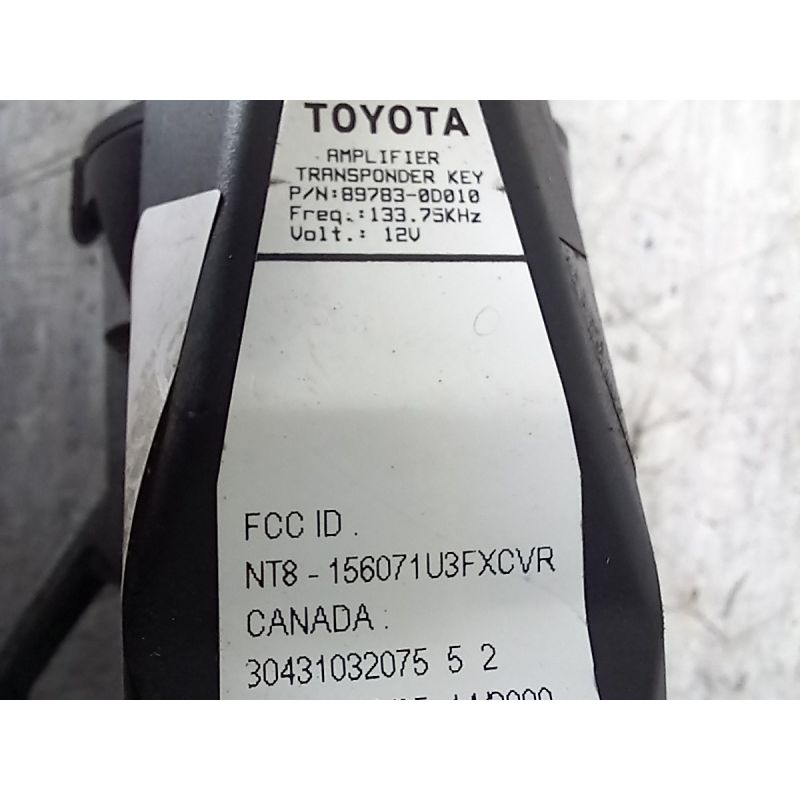 TOYOTA
AMPLIFIER
TRANSPONDER KEY
P/N:89783-0D010
Freq.:133.75KHz
Volt.: 12V
FCC ID .
NT8 - 156071U3FXCVR
CANADA :
30431032075 5 2